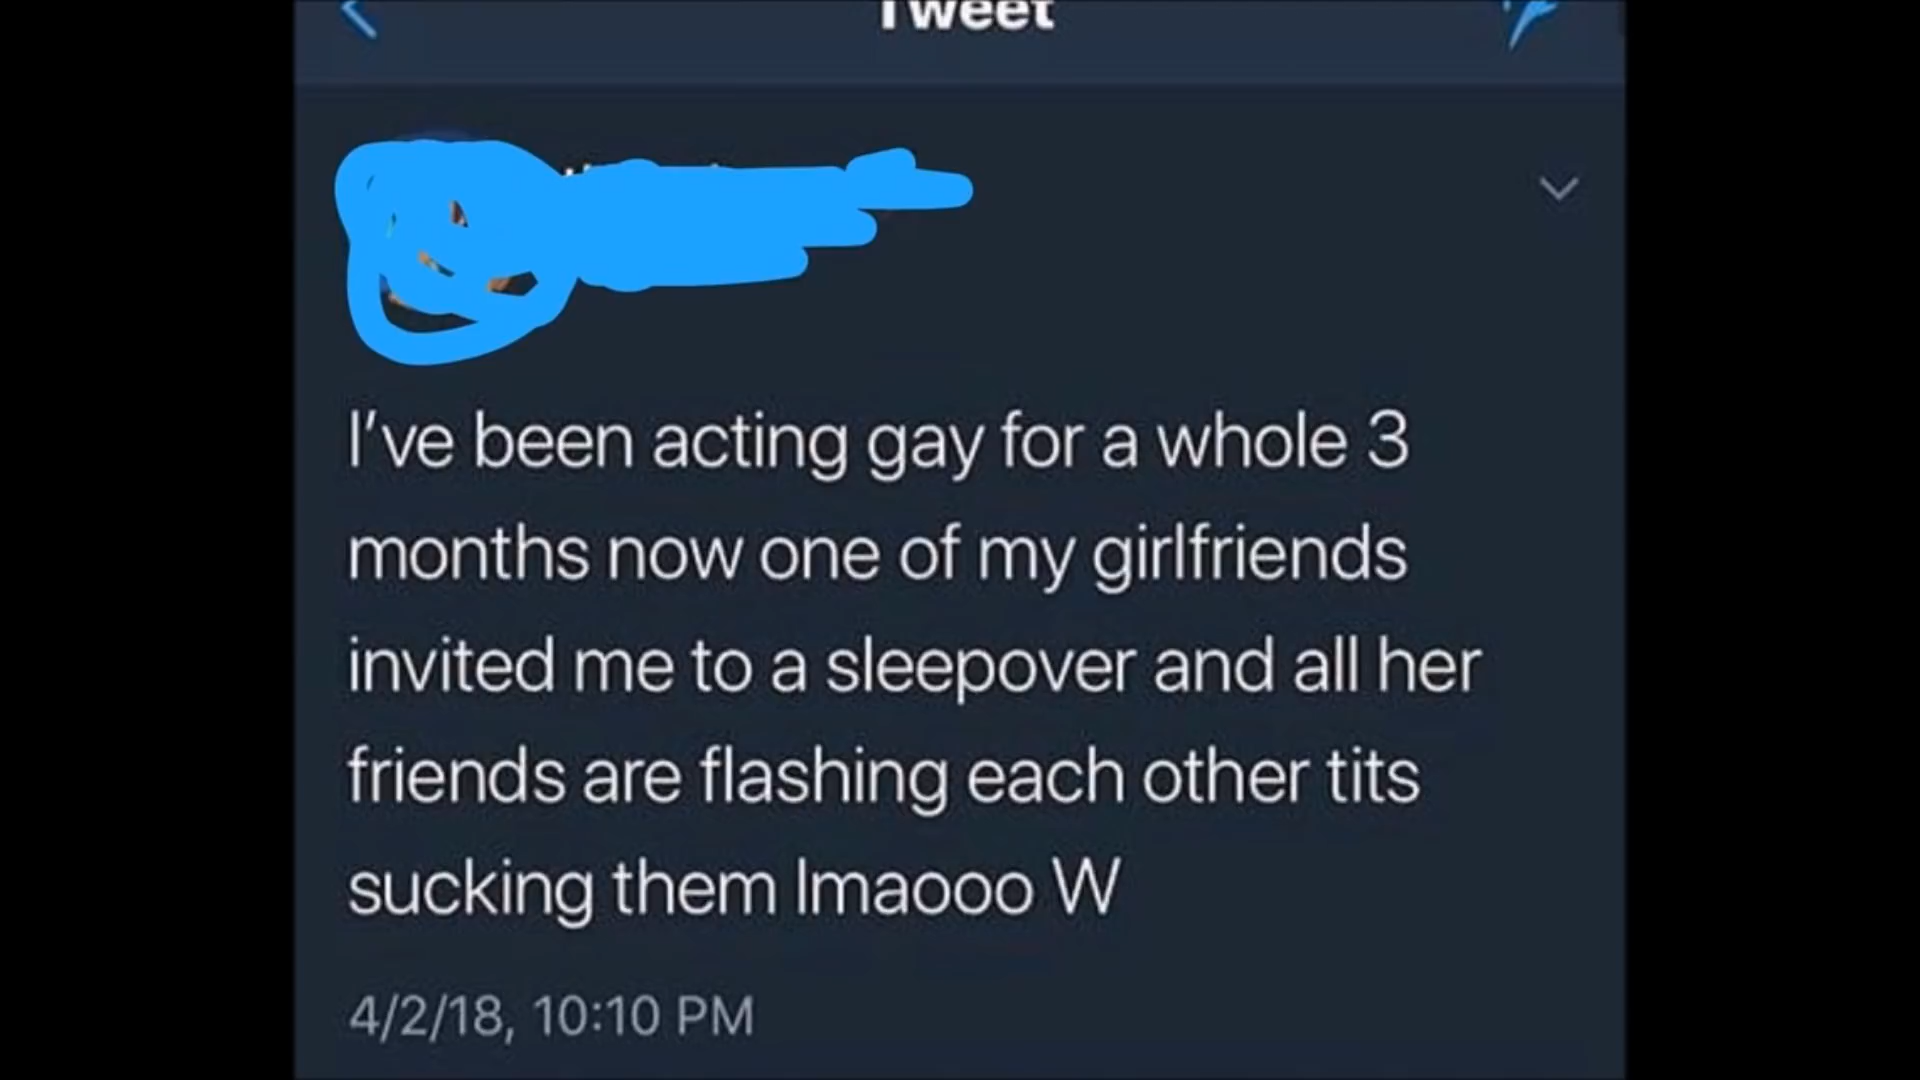 Tweet
I've been acting gay for a whole 3
months now one of my girlfriends
invited me to a sleepover and all her
friends are flashing each other tits
sucking them lmaooo W
4/2/18, 10:10 PM